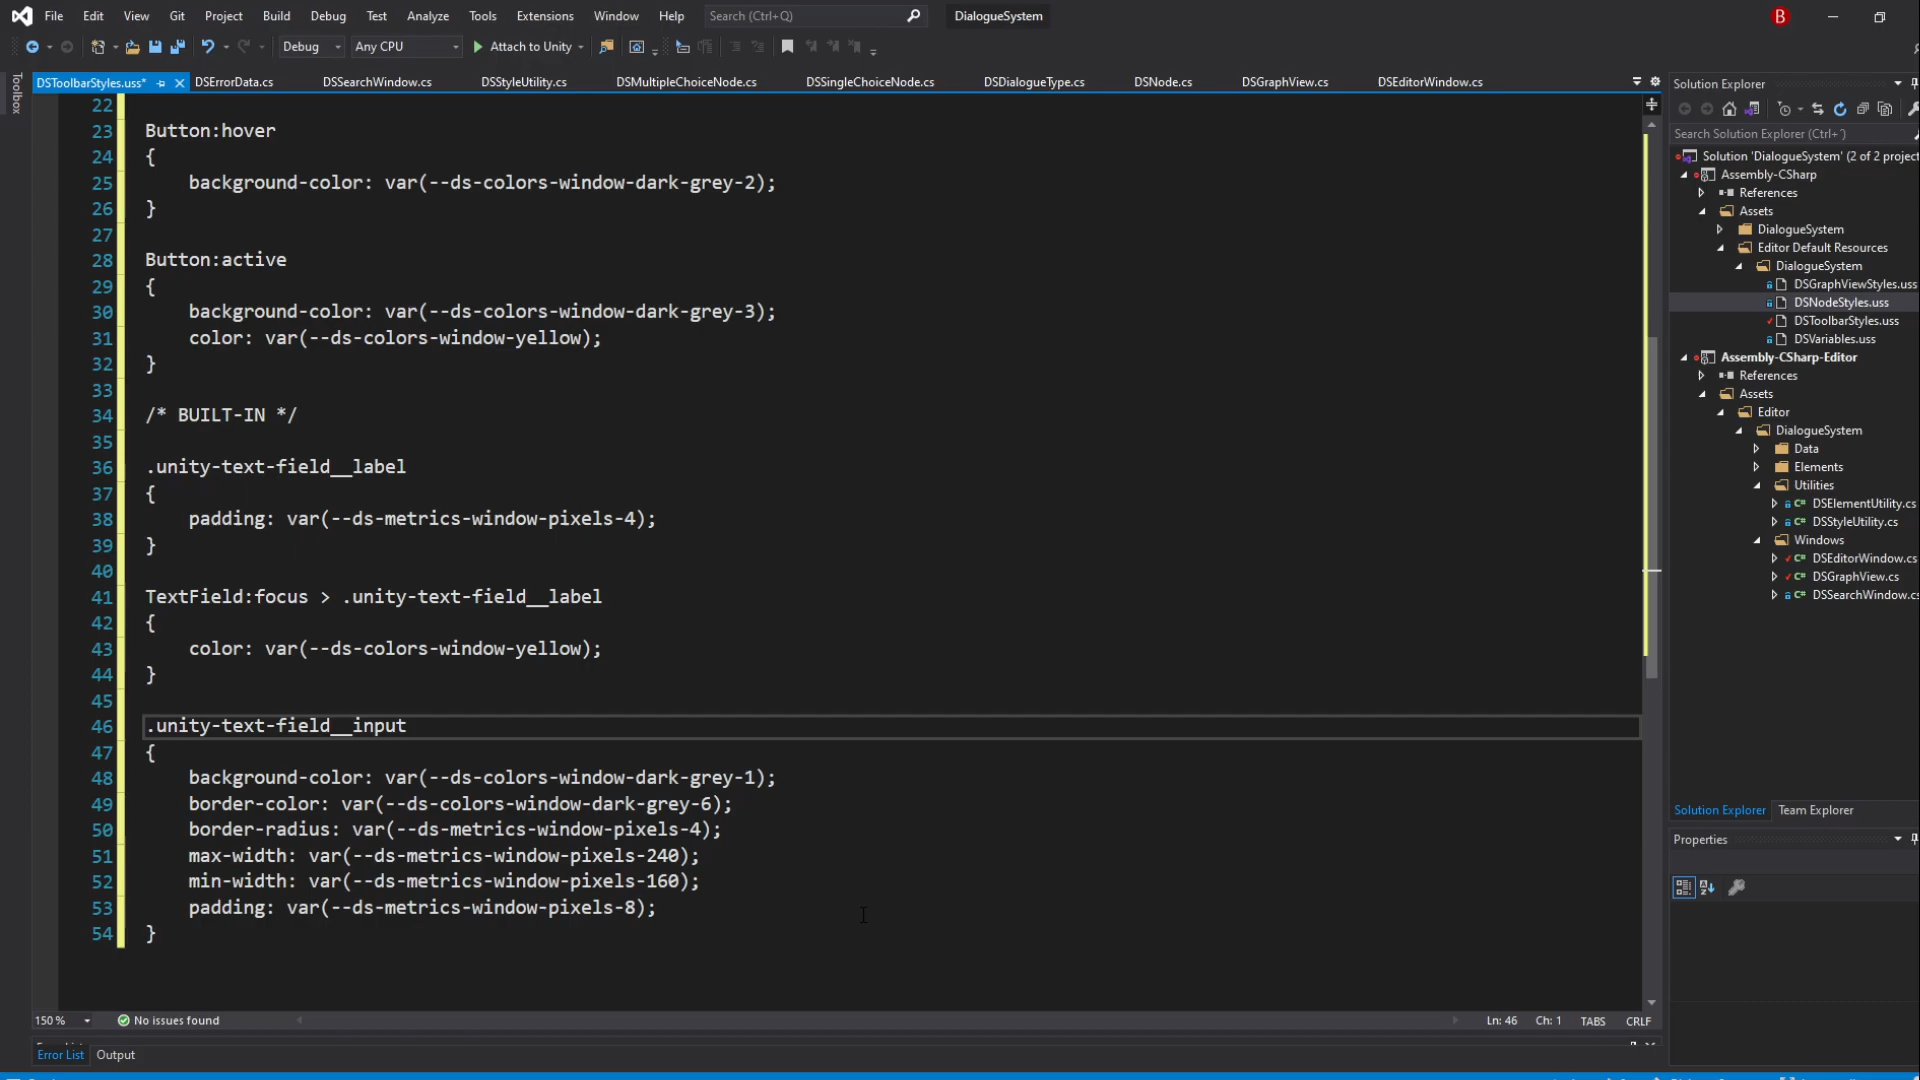 File Edit View Git Project Build Debug Test Analyze Tools Extensions Window Help Search (Ctrl+Q) DialogueSystem B
Debug Any CPU Attach to Unity
Toolbox
DSToolbarStyles.uss* DSErrorData.cs DSSearchWindow.cs DSStyleUtility.cs DSMultipleChoiceNode.cs DSSingleChoiceNode.cs DSDialogueType.cs DSNode.cs DSGraphView.cs DSEditorWindow.cs
22
23 Button:hover
24 {
25 background-color: var(--ds-colors-window-dark-grey-2);
26 }
27
28 Button:active
29 {
30 background-color: var(--ds-colors-window-dark-grey-3);
31 color: var(--ds-colors-window-yellow);
32 }
33
34 /* BUILT-IN */
35
36 .unity-text-field__label
37 {
38 padding: var(--ds-metrics-window-pixels-4);
39 }
40
41 TextField:focus > .unity-text-field__label
42 {
43 color: var(--ds-colors-window-yellow);
44 }
45
46 .unity-text-field__input
47 {
48 background-color: var(--ds-colors-window-dark-grey-1);
49 border-color: var(--ds-colors-window-dark-grey-6);
50 border-radius: var(--ds-metrics-window-pixels-4);
51 max-width: var(--ds-metrics-window-pixels-240);
52 min-width: var(--ds-metrics-window-pixels-160);
53 padding: var(--ds-metrics-window-pixels-8);
54 }
150 % No issues found Ln: 46 Ch: 1 TABS CRLF
Error List Output
Solution Explorer
Search Solution Explorer (Ctrl+¨)
Solution 'DialogueSystem' (2 of 2 project
Assembly-CSharp
References
Assets
DialogueSystem
Editor Default Resources
DialogueSystem
DSGraphViewStyles.uss
DSNodeStyles.uss
DSToolbarStyles.uss
DSVariables.uss
Assembly-CSharp-Editor
References
Assets
Editor
DialogueSystem
Data
Elements
Utilities
C# DSElementUtility.cs
C# DSStyleUtility.cs
Windows
C# DSEditorWindow.cs
C# DSGraphView.cs
C# DSSearchWindow.cs
Solution Explorer Team Explorer
Properties